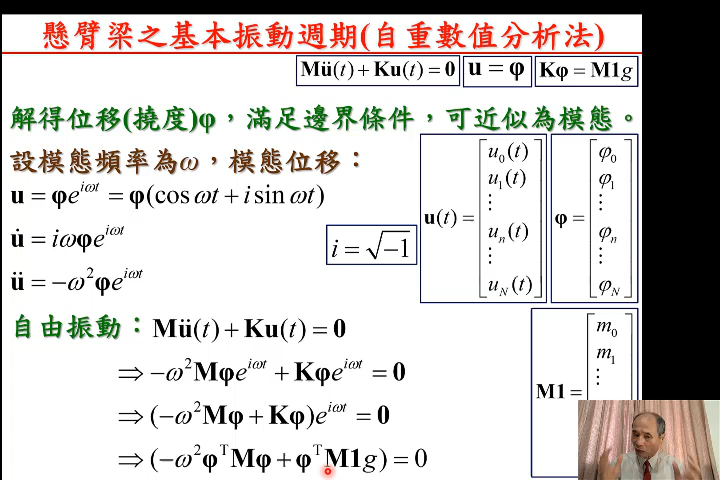 懸臂梁之基本振動週期(自重數值分析法)
Mü(t) + Ku(t) = 0
u = φ
Kφ = M1g
解得位移(撓度)φ，滿足邊界條件，可近似為模態。
設模態頻率為ω，模態位移：
u = φe^{iωt} = φ(cos ωt + i sin ωt)
u̇ = iωφe^{iωt}
ü = −ω²φe^{iωt}
i = √−1
u(t) = [u₀(t) u₁(t) ⋮ uₙ(t) ⋮ u_N(t)]
φ = [φ₀ φ₁ ⋮ φₙ ⋮ φ_N]
自由振動：Mü(t) + Ku(t) = 0
⇒ −ω²Mφe^{iωt} + Kφe^{iωt} = 0
⇒ (−ω²Mφ + Kφ)e^{iωt} = 0
⇒ (−ω²φᵀMφ + φᵀM1g) = 0
M1 = [m₀ m₁ ⋮